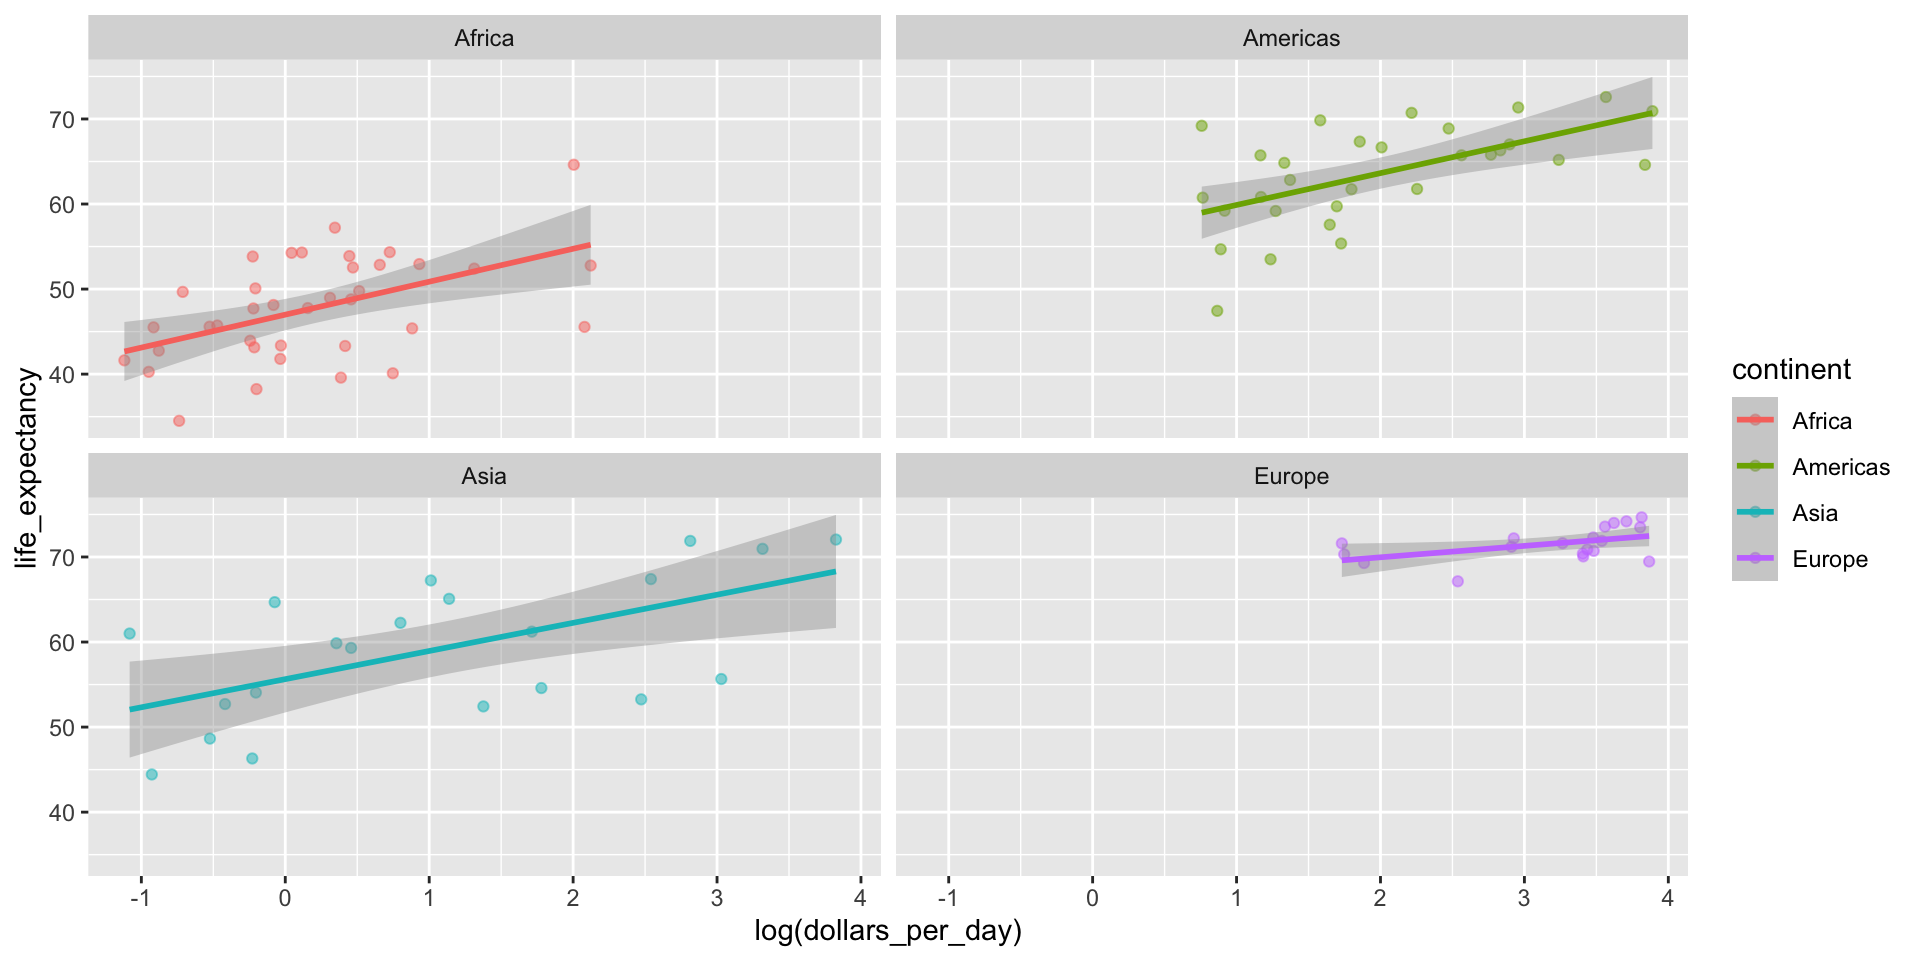 Africa
Americas
70
60
50
40
Asia
Europe
70
60
50
40
-1 0 1 2 3 4
-1 0 1 2 3 4
log(dollars_per_day)
life_expectancy
continent
Africa
Americas
Asia
Europe